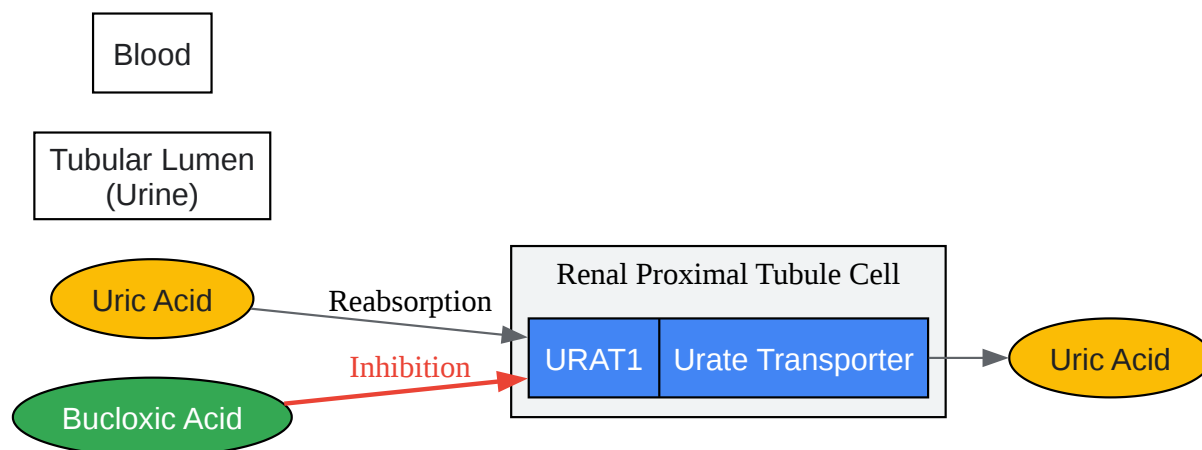 Blood
Tubular Lumen
(Urine)
Renal Proximal Tubule Cell
Uric Acid
Reabsorption
URAT1
Urate Transporter
Uric Acid
Inhibition
Bucloxic Acid